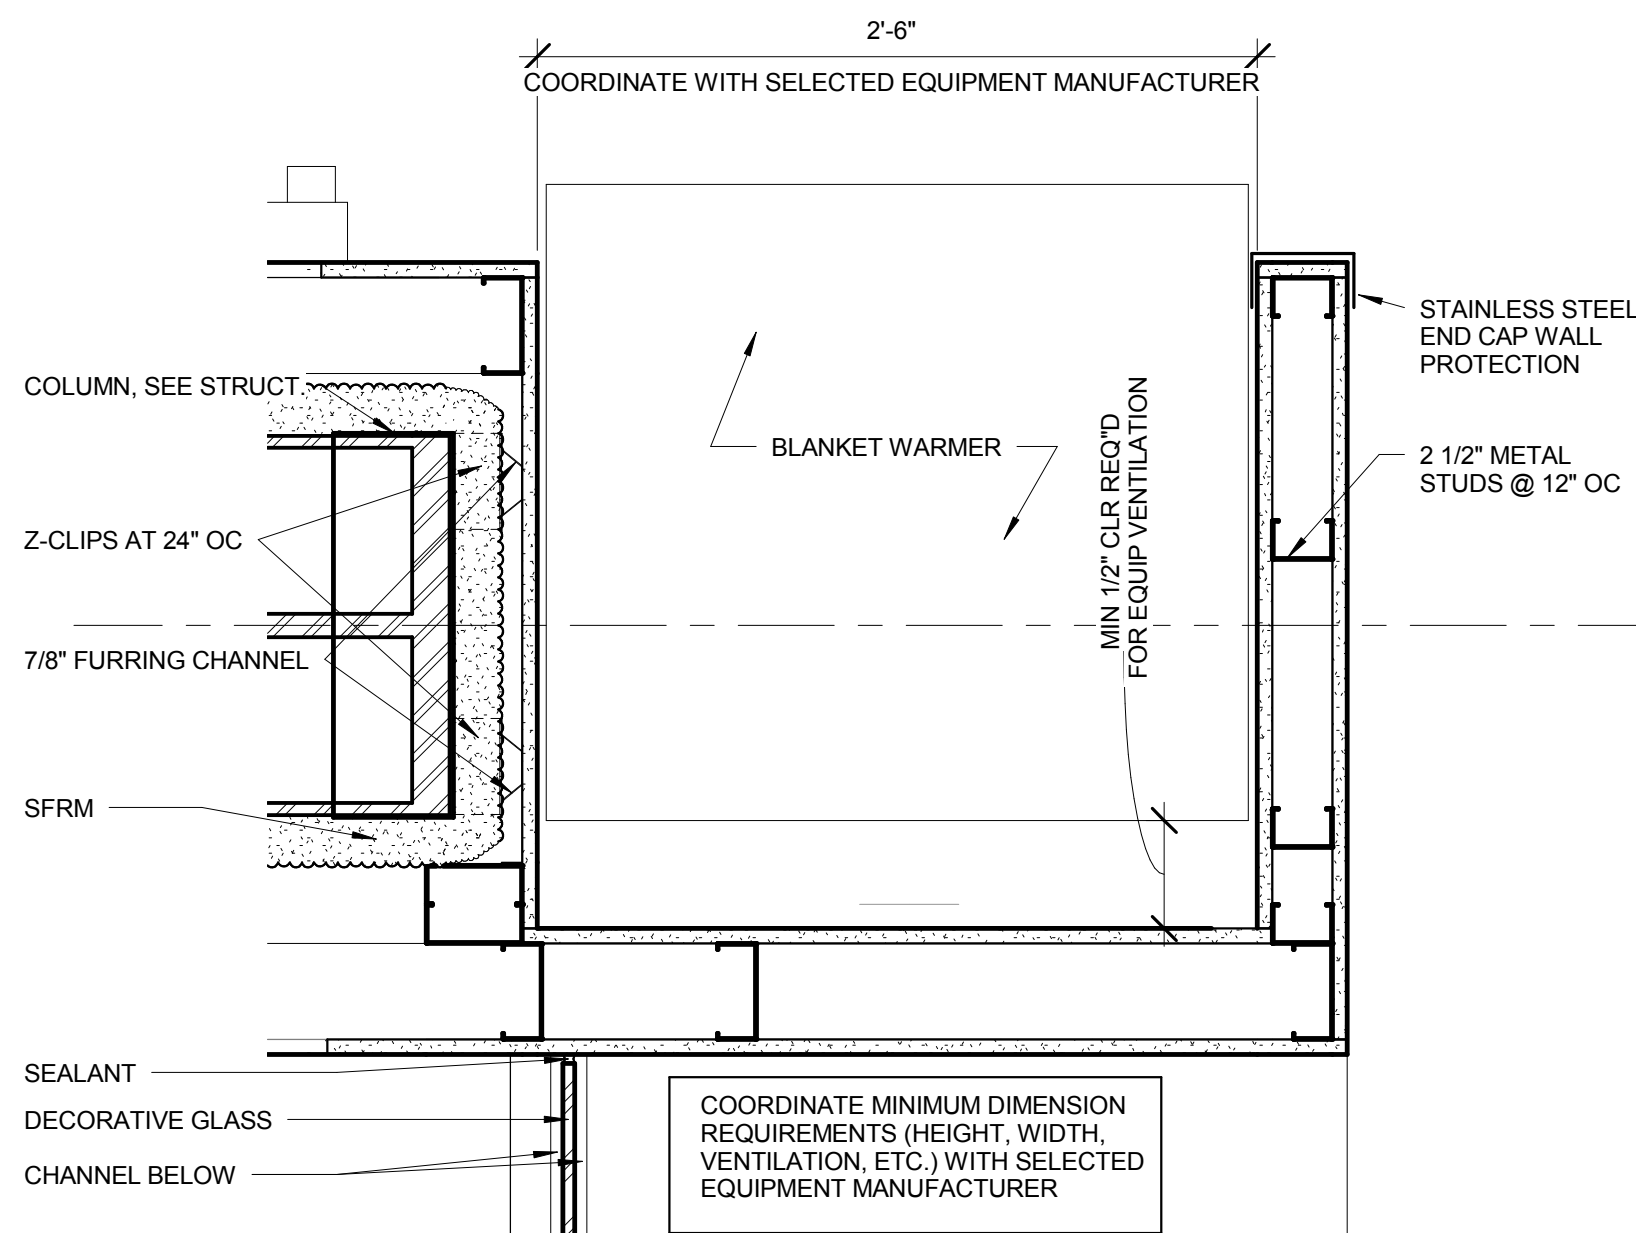 2'-6"
COORDINATE WITH SELECTED EQUIPMENT MANUFACTURER
STAINLESS STEEL
END CAP WALL
PROTECTION
COLUMN, SEE STRUCT.
BLANKET WARMER
MIN 1/2" CLR REQ"D
FOR EQUIP VENTILATION
2 1/2" METAL
STUDS @ 12" OC
Z-CLIPS AT 24" OC
7/8" FURRING CHANNEL
SFRM
SEALANT
DECORATIVE GLASS
CHANNEL BELOW
COORDINATE MINIMUM DIMENSION
REQUIREMENTS (HEIGHT, WIDTH,
VENTILATION, ETC.) WITH SELECTED
EQUIPMENT MANUFACTURER